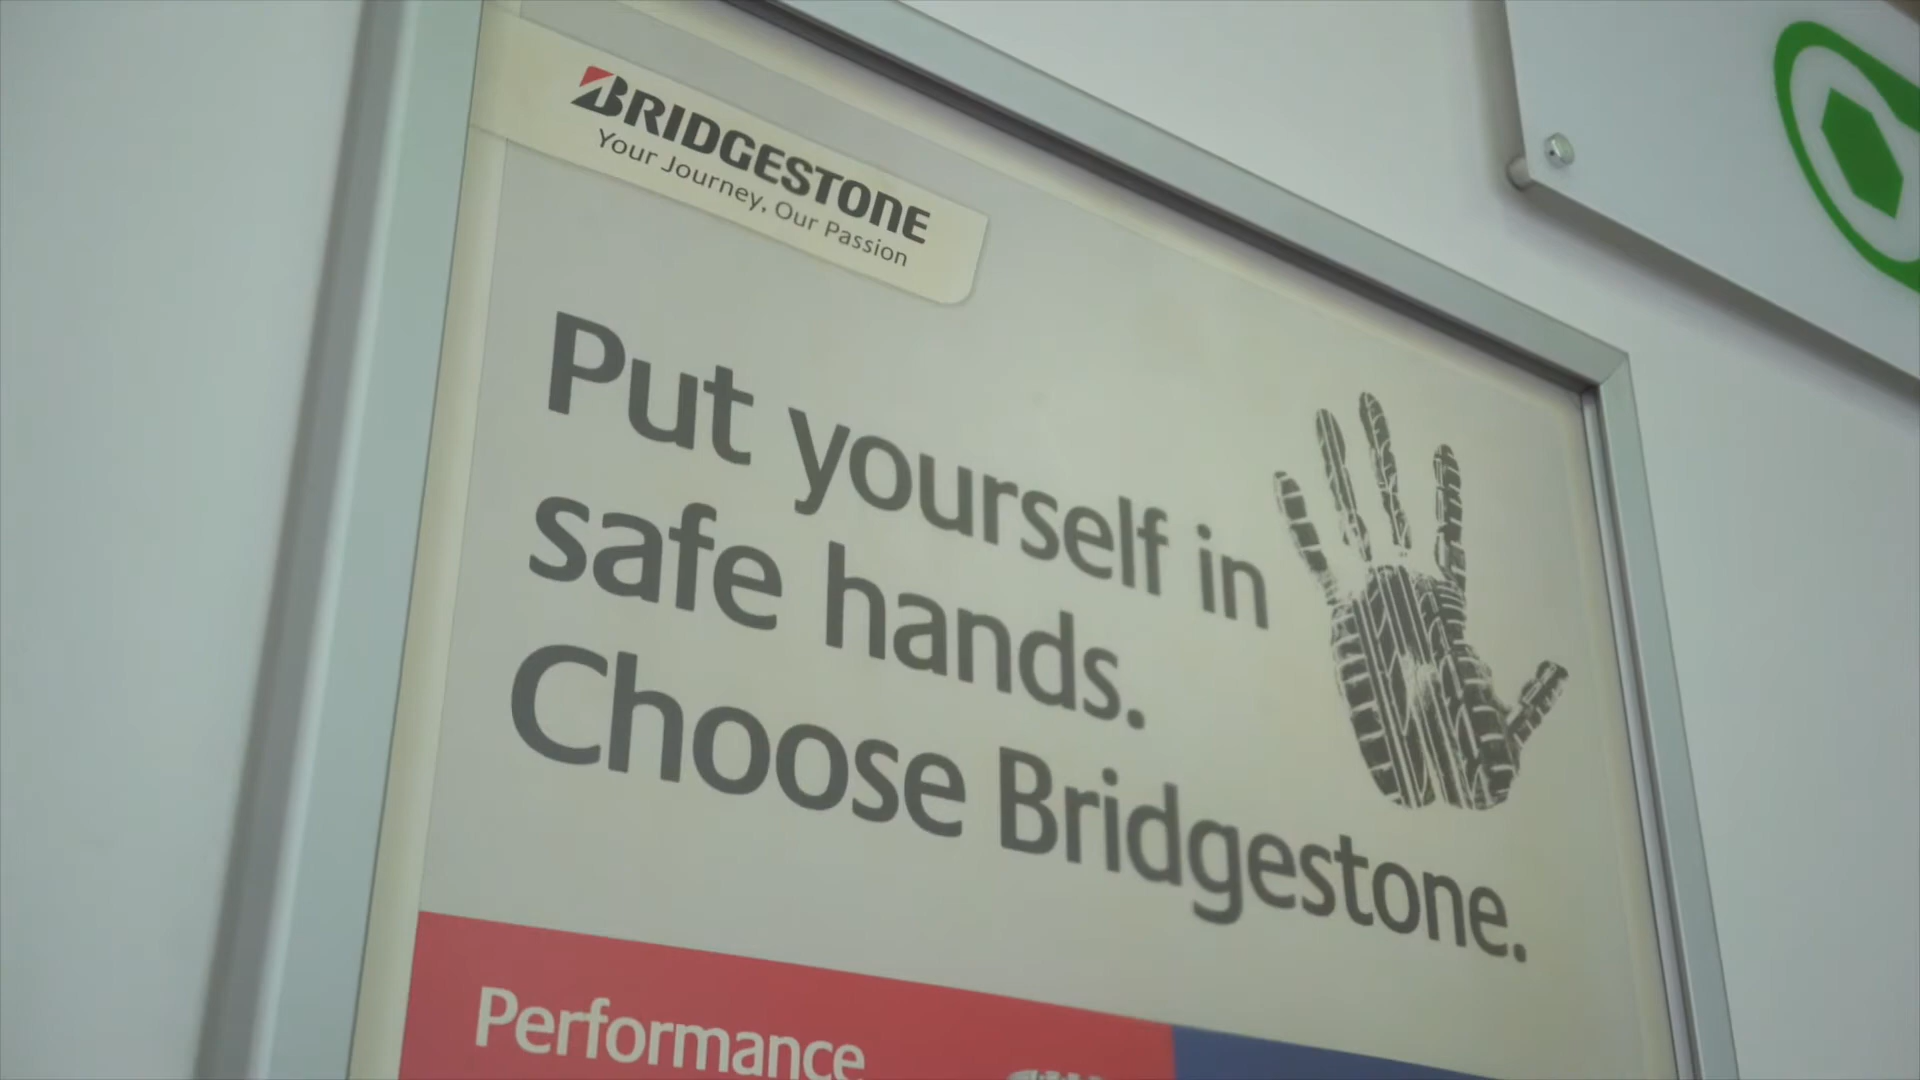 BRIDGESTONE
Your Journey, Our Passion
Put yourself in
safe hands.
Choose Bridgestone.
Performance